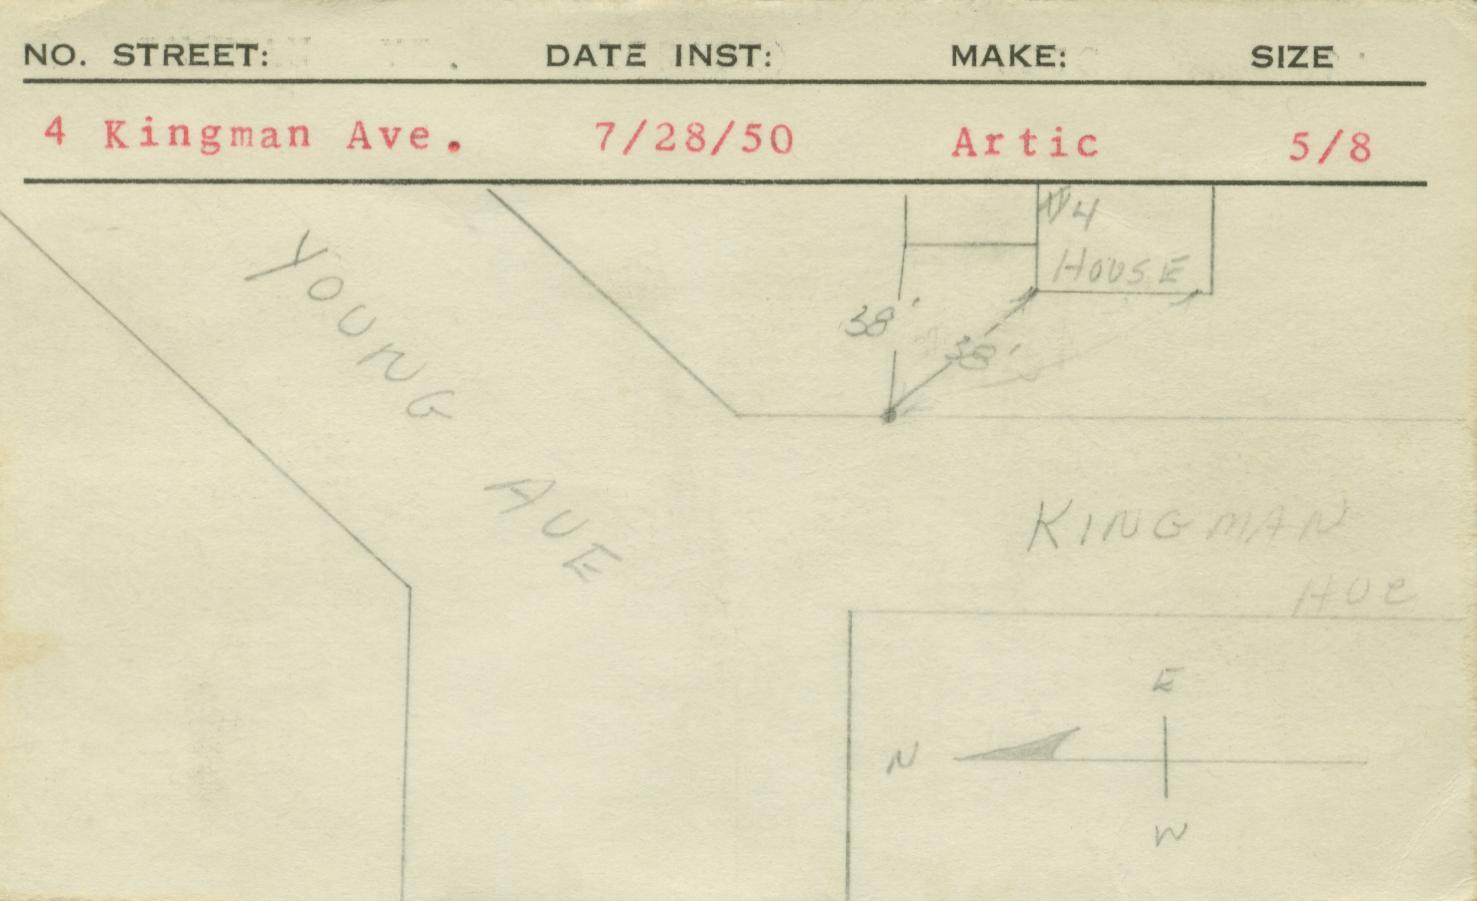 NO. STREET: DATE INST: MAKE: SIZE
4 Kingman Ave. 7/28/50 Artic 5/8
#4
HOUSE
38'
38'
YOUNG AVE
KINGMAN
AVE
E
N
W